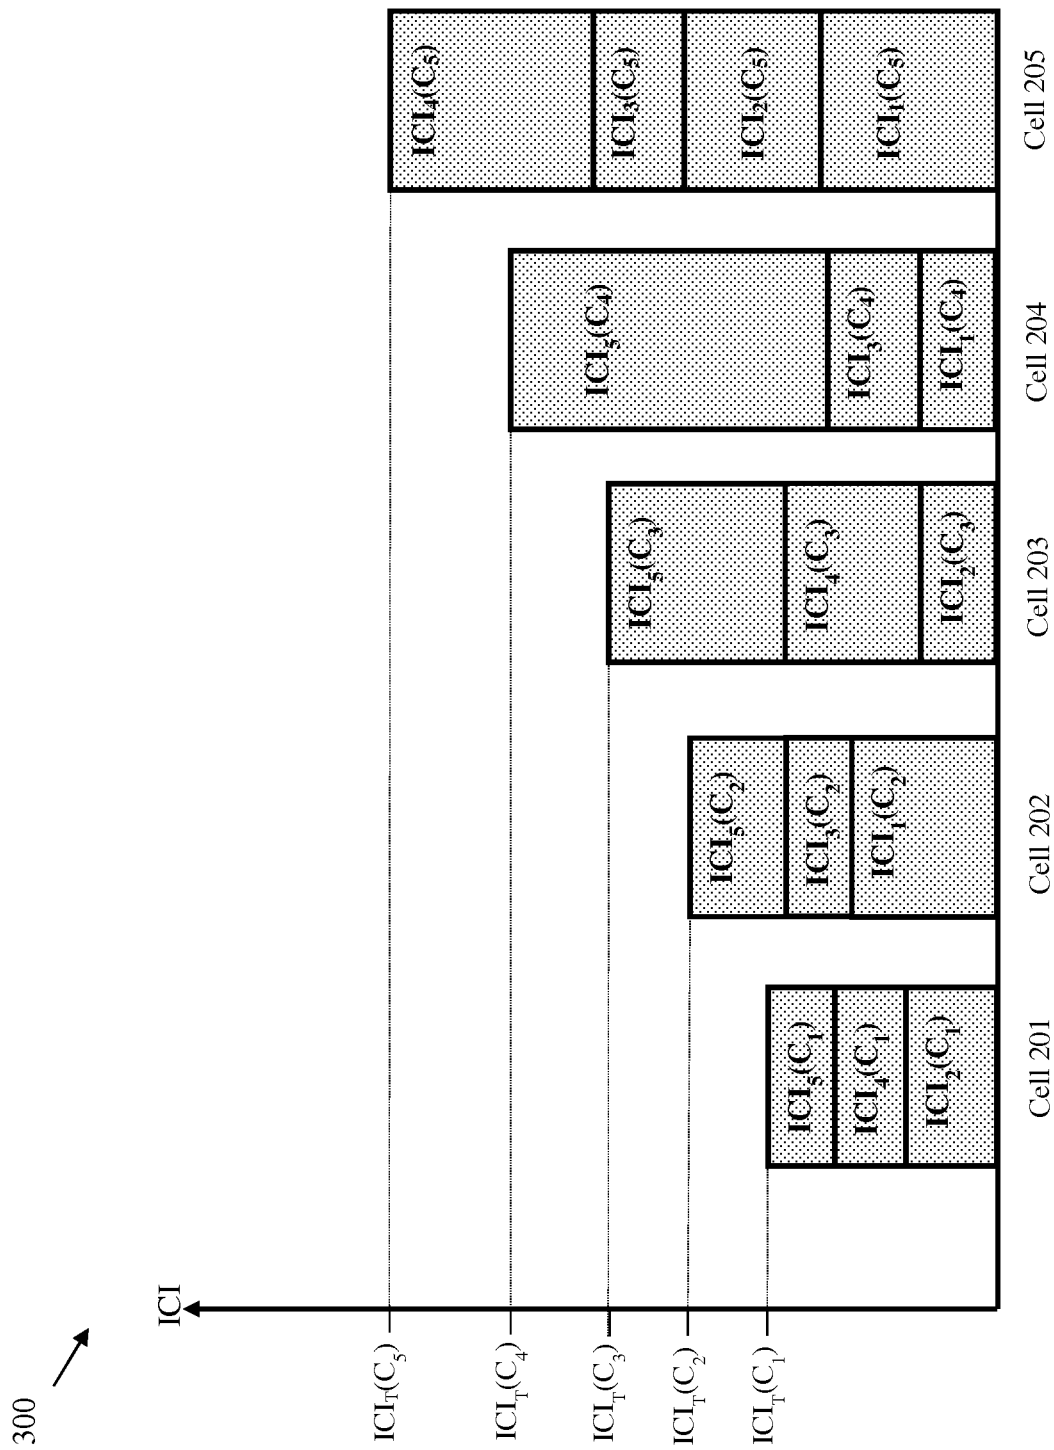 300
ICI
ICI_T(C_5)
ICI_T(C_4)
ICI_T(C_3)
ICI_T(C_2)
ICI_T(C_1)
ICI_5(C_1)
ICI_4(C_1)
ICI_2(C_1)
Cell 201
ICI_5(C_2)
ICI_3(C_2)
ICI_1(C_2)
Cell 202
ICI_5(C_3)
ICI_4(C_3)
ICI_2(C_3)
Cell 203
ICI_5(C_4)
ICI_3(C_4)
ICI_1(C_4)
Cell 204
ICI_4(C_5)
ICI_3(C_5)
ICI_2(C_5)
ICI_1(C_5)
Cell 205